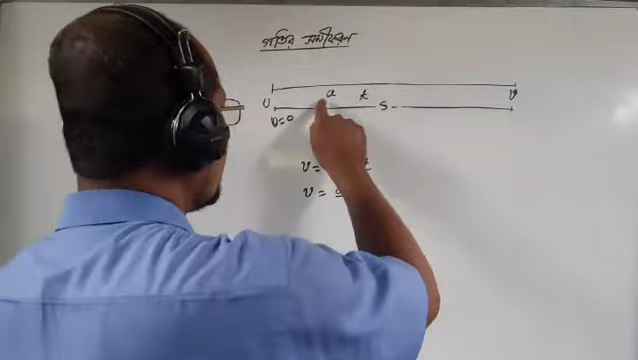 গতির সমীকরণ
a t
u v
s
u=0
v =
v =